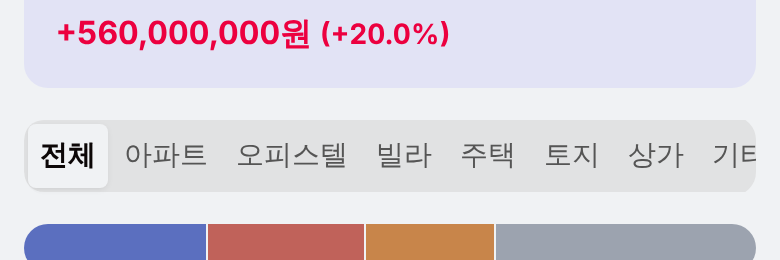 +560,000,000원 (+20.0%)
전체 아파트 오피스텔 빌라 주택 토지 상가